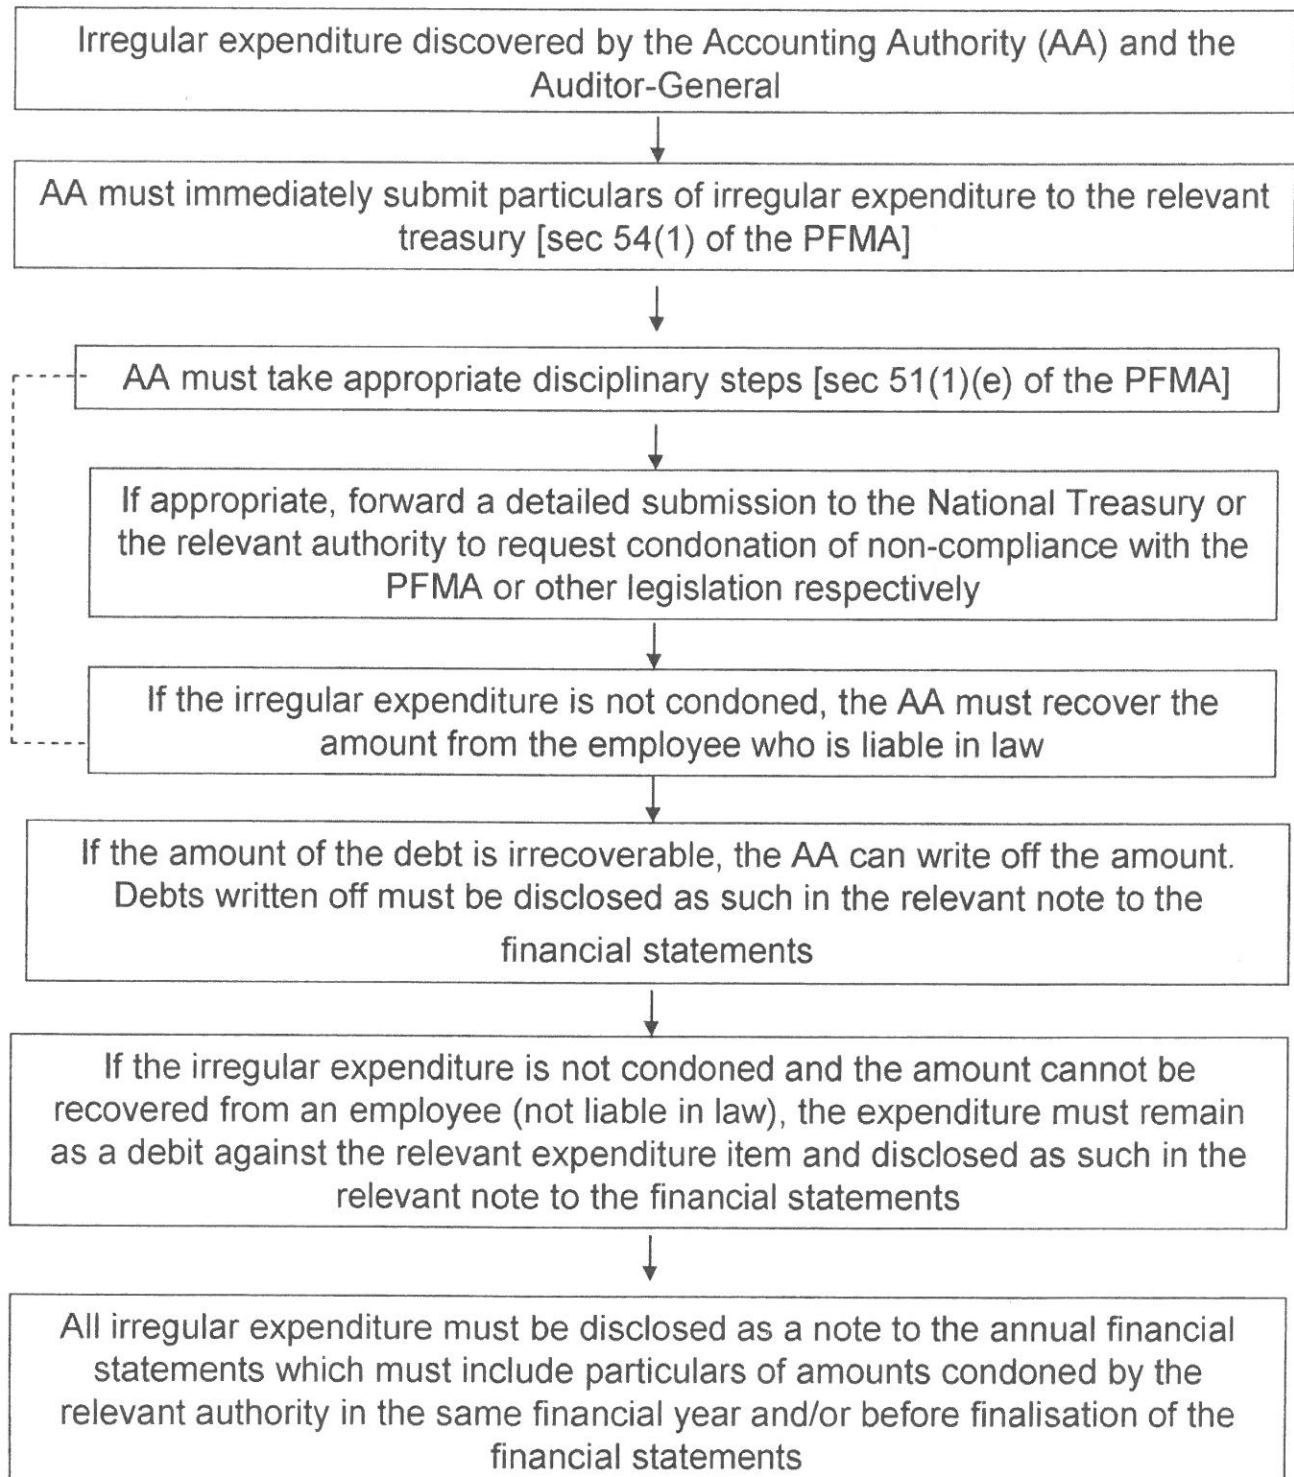 Irregular expenditure discovered by the Accounting Authority (AA) and the
Auditor-General
AA must immediately submit particulars of irregular expenditure to the relevant
treasury [sec 54(1) of the PFMA]
AA must take appropriate disciplinary steps [sec 51(1)(e) of the PFMA]
If appropriate, forward a detailed submission to the National Treasury or
the relevant authority to request condonation of non-compliance with the
PFMA or other legislation respectively
If the irregular expenditure is not condoned, the AA must recover the
amount from the employee who is liable in law
If the amount of the debt is irrecoverable, the AA can write off the amount.
Debts written off must be disclosed as such in the relevant note to the
financial statements
If the irregular expenditure is not condoned and the amount cannot be
recovered from an employee (not liable in law), the expenditure must remain
as a debit against the relevant expenditure item and disclosed as such in the
relevant note to the financial statements
All irregular expenditure must be disclosed as a note to the annual financial
statements which must include particulars of amounts condoned by the
relevant authority in the same financial year and/or before finalisation of the
financial statements